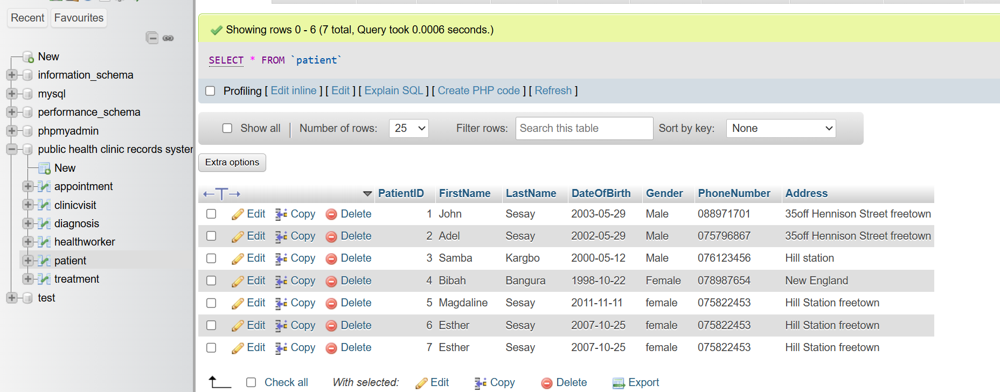 Recent Favourites
New
information_schema
mysql
performance_schema
phpmyadmin
public health clinic records syster
New
appointment
clinicvisit
diagnosis
healthworker
patient
treatment
test
Showing rows 0 - 6 (7 total, Query took 0.0006 seconds.)
SELECT * FROM `patient`
Profiling [ Edit inline ] [ Edit ] [ Explain SQL ] [ Create PHP code ] [ Refresh ]
Show all | Number of rows: 25 Filter rows: Search this table Sort by key: None
Extra options
PatientID FirstName LastName DateOfBirth Gender PhoneNumber Address
Edit Copy Delete 1 John Sesay 2003-05-29 Male 088971701 35off Hennison Street freetown
Edit Copy Delete 2 Adel Sesay 2002-05-29 Male 075796867 35off Hennison Street freetown
Edit Copy Delete 3 Samba Kargbo 2000-05-12 Male 076123456 Hill station
Edit Copy Delete 4 Bibah Bangura 1998-10-22 Female 078987654 New England
Edit Copy Delete 5 Magdaline Sesay 2011-11-11 female 075822453 Hill Station freetown
Edit Copy Delete 6 Esther Sesay 2007-10-25 female 075822453 Hill Station freetown
Edit Copy Delete 7 Esther Sesay 2007-10-25 female 075822453 Hill Station freetown
Check all With selected: Edit Copy Delete Export